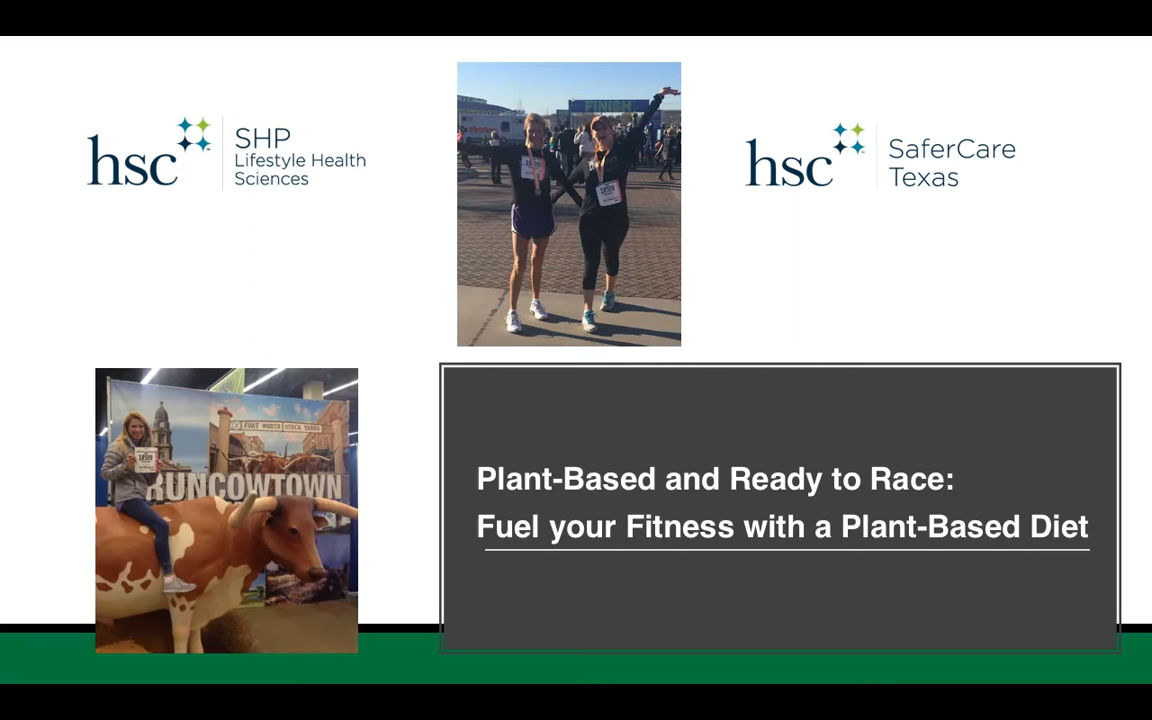 hsc
SHP
Lifestyle Health
Sciences
FINISH
hsc
SaferCare
Texas
FORT WORTH STOCK YARDS
RUNCOWTOWN
Plant-Based and Ready to Race:
Fuel your Fitness with a Plant-Based Diet